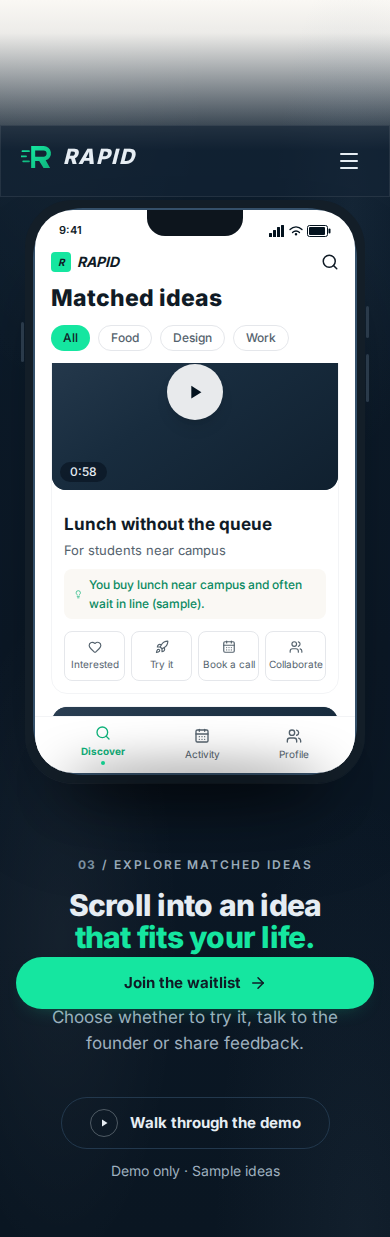 RAPID
9:41
R RAPID
Matched ideas
All Food Design Work
0:58
Lunch without the queue
For students near campus
You buy lunch near campus and often
wait in line (sample).
Interested Try it Book a call Collaborate
Discover Activity Profile
03 / EXPLORE MATCHED IDEAS
Scroll into an idea
that fits your life.
Join the waitlist →
Choose whether to try it, talk to the
founder or share feedback.
Walk through the demo
Demo only · Sample ideas